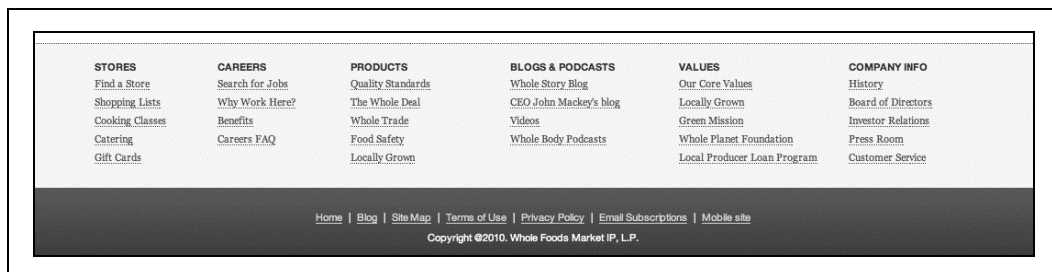 STORES CAREERS PRODUCTS BLOGS & PODCASTS VALUES COMPANY INFO
Find a Store Search for Jobs Quality Standards Whole Story Blog Our Core Values History
Shopping Lists Why Work Here? The Whole Deal CEO John Mackey's blog Locally Grown Board of Directors
Cooking Classes Benefits Whole Trade Videos Green Mission Investor Relations
Catering Careers FAQ Food Safety Whole Body Podcasts Whole Planet Foundation Press Room
Gift Cards Locally Grown Local Producer Loan Program Customer Service
Home | Blog | Site Map | Terms of Use | Privacy Policy | Email Subscriptions | Mobile site
Copyright @2010. Whole Foods Market IP, L.P.